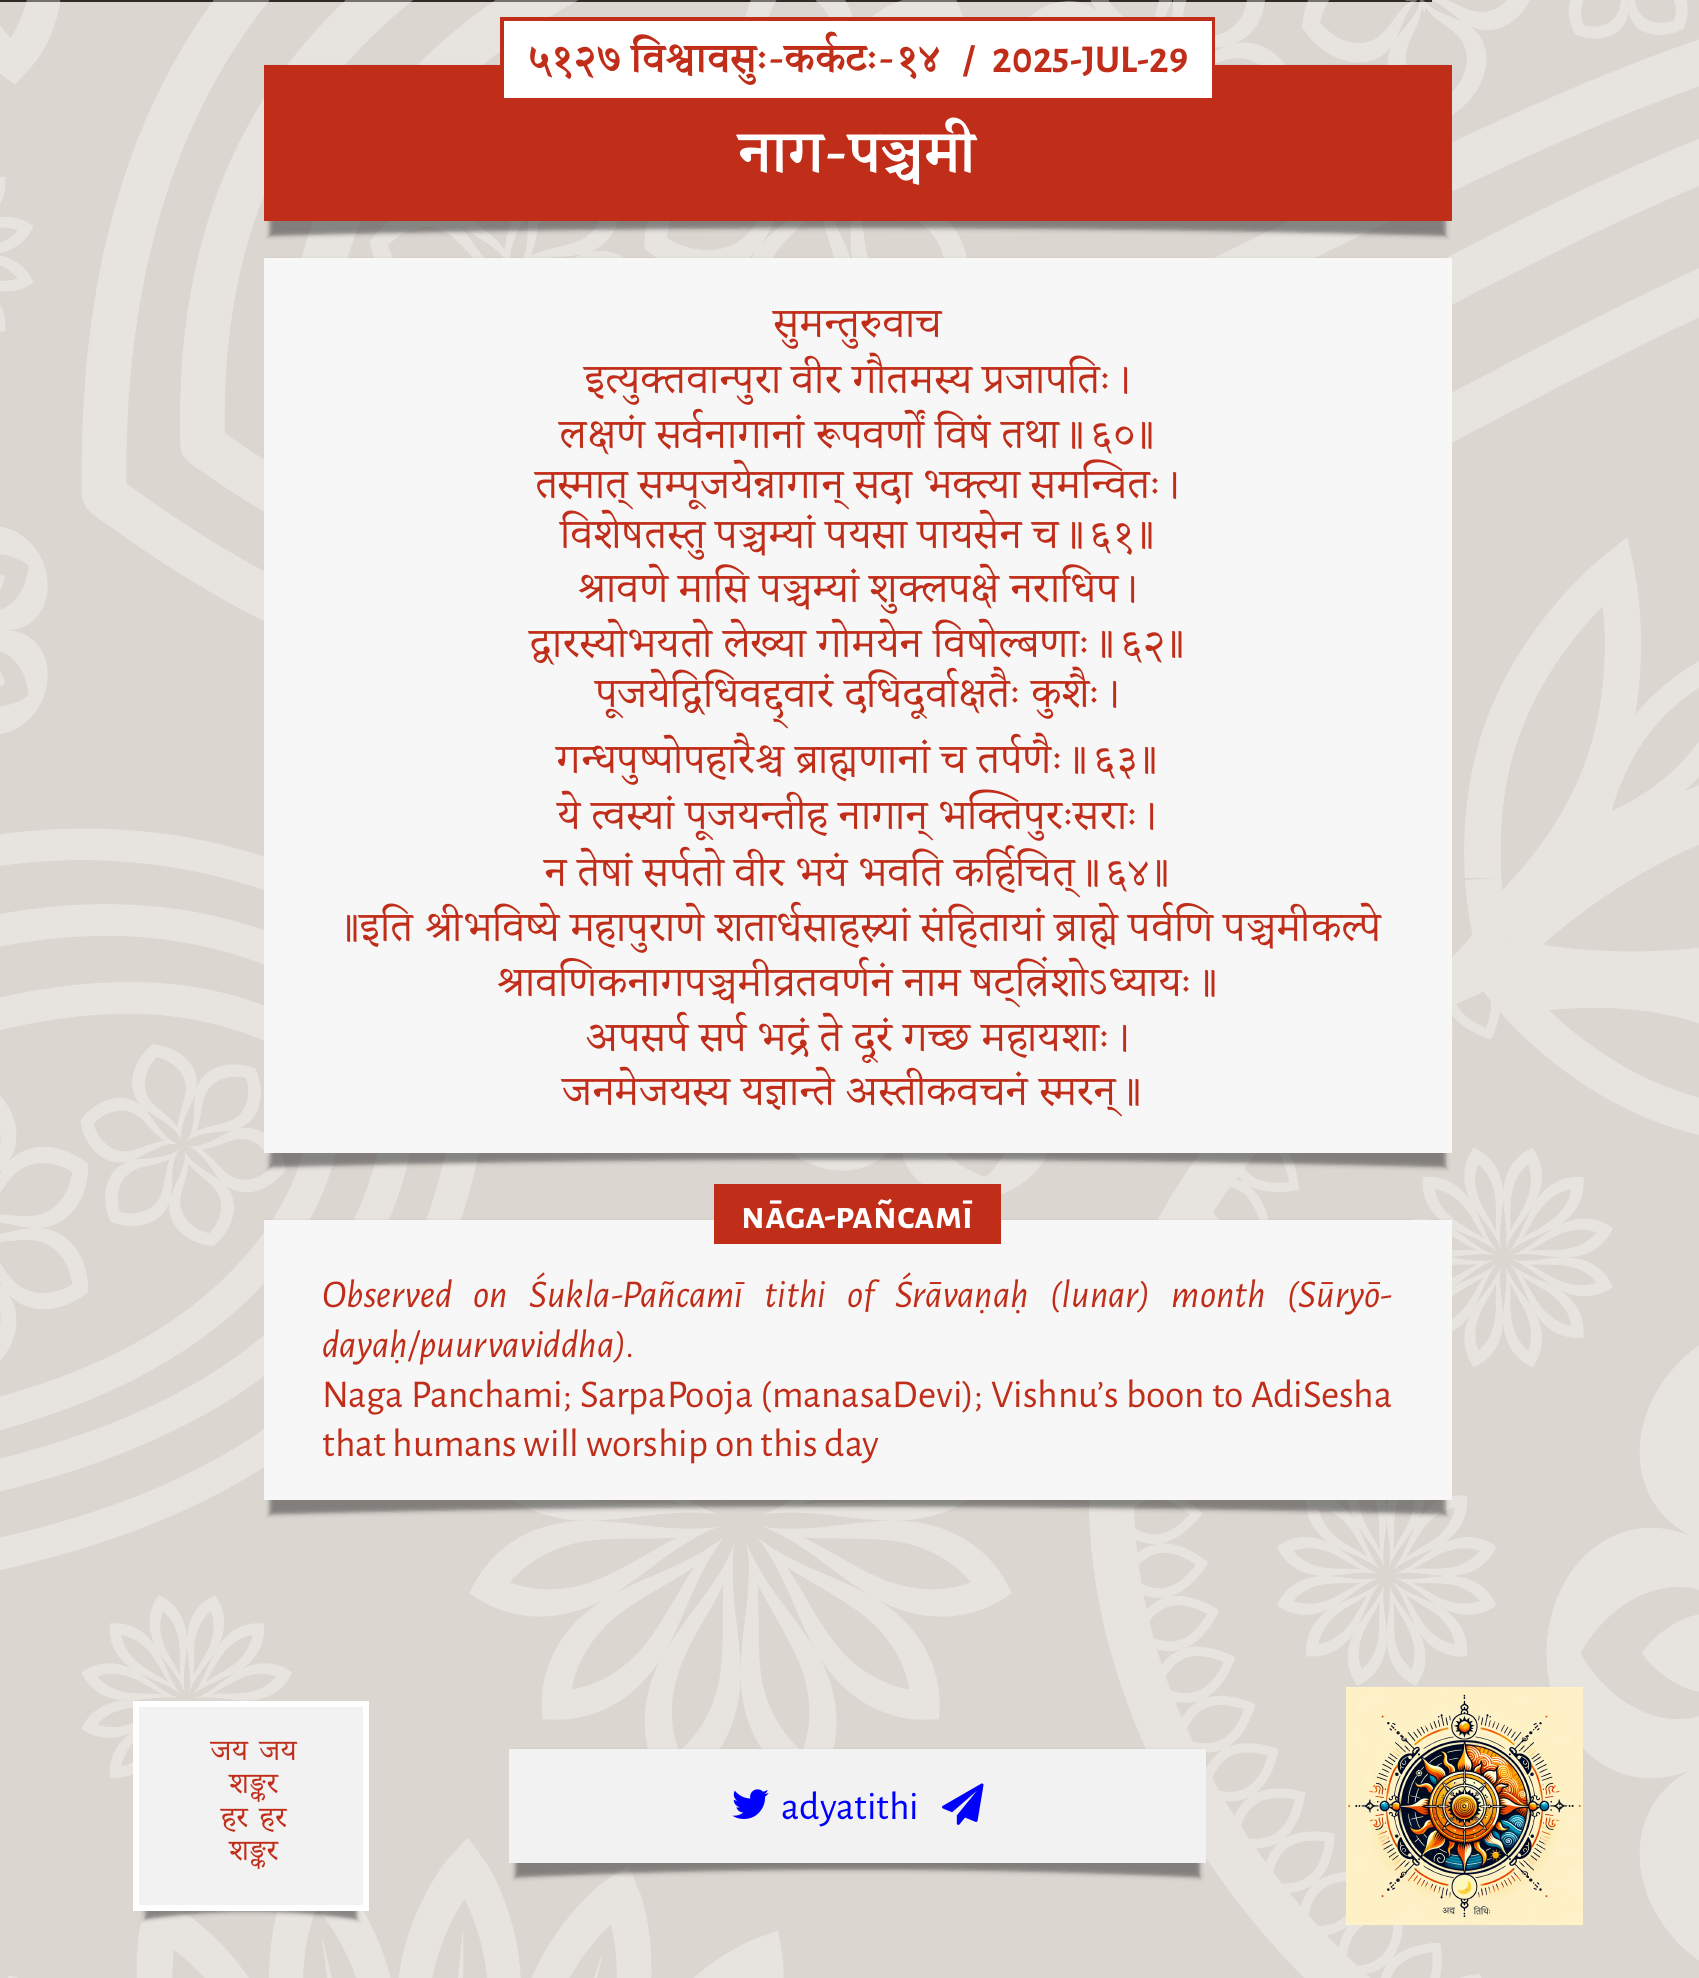 ५१२७ विश्वावसुः-कर्कटः-१४ / 2025-JUL-29
नाग-पञ्चमी
सुमन्तुरुवाच
इत्युक्तवान्पुरा वीर गौतमस्य प्रजापतिः।
लक्षणं सर्वनागानां रूपवर्णौं विषं तथा॥६०॥
तस्मात् सम्पूजयेन्नागान् सदा भक्त्या समन्वितः।
विशेषतस्तु पञ्चम्यां पयसा पायसेन च॥६१॥
श्रावणे मासि पञ्चम्यां शुक्लपक्षे नराधिप।
द्वारस्योभयतो लेख्या गोमयेन विषोल्बणाः॥६२॥
पूजयेद्विधिवद्द्वारं दधिदूर्वाक्षतैः कुशैः।
गन्धपुष्पोपहारैश्च ब्राह्मणानां च तर्पणैः॥६३॥
ये त्वस्यां पूजयन्तीह नागान् भक्तिपुरःसराः।
न तेषां सर्पतो वीर भयं भवति कर्हिचित्॥६४॥
॥इति श्रीभविष्ये महापुराणे शतार्धसाहस्र्यां संहितायां ब्राह्मे पर्वणि पञ्चमीकल्पे
श्रावणिकनागपञ्चमीव्रतवर्णनं नाम षट्त्रिंशोऽध्यायः॥
अपसर्प सर्प भद्रं ते दूरं गच्छ महायशाः।
जनमेजयस्य यज्ञान्ते अस्तीकवचनं स्मरन्॥
NĀGA-PAÑCAMĪ
Observed on Śukla-Pañcamī tithi of Śrāvaṇaḥ (lunar) month (Sūryō-
dayaḥ/puurvaviddha).
Naga Panchami; SarpaPooja (manasaDevi); Vishnu’s boon to AdiSesha
that humans will worship on this day
जय जय
शङ्कर
हर हर
शङ्कर
adyatithi
अद्य तिथिः